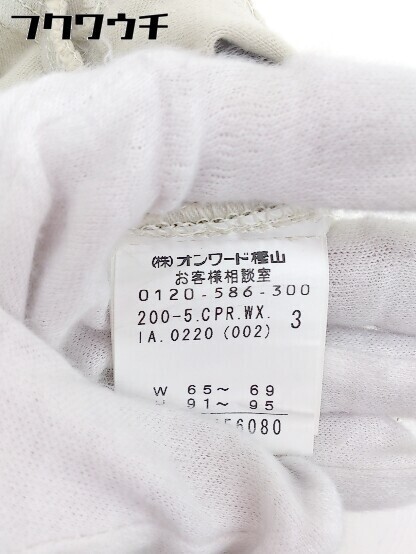 フクワウチ
(株)オンワード樫山
お客様相談室
0120-586-300
200-5.CPR.WX. 3
IA.0220 (002)
W 65～ 69
91～ 95
56080